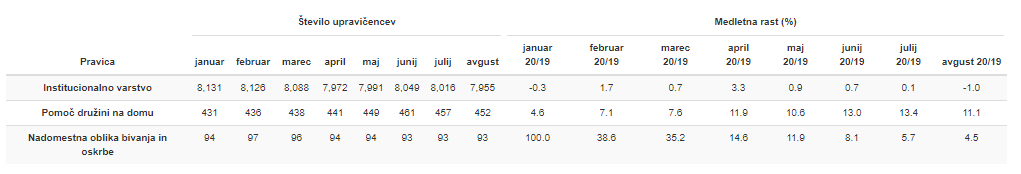 Število upravičencev Medletna rast (%)
Pravica januar februar marec april maj junij julij avgust januar 20/19 februar 20/19 marec 20/19 april 20/19 maj 20/19 junij 20/19 julij 20/19 avgust 20/19
Institucionalno varstvo 8,131 8,126 8,088 7,972 7,991 8,049 8,016 7,955 -0.3 1.7 0.7 3.3 0.9 0.7 0.1 -1.0
Pomoč družini na domu 431 436 438 441 449 461 457 452 4.6 7.1 7.6 11.9 10.6 13.0 13.4 11.1
Nadomestna oblika bivanja in oskrbe 94 97 96 94 94 93 93 93 100.0 38.6 35.2 14.6 11.9 8.1 5.7 4.5